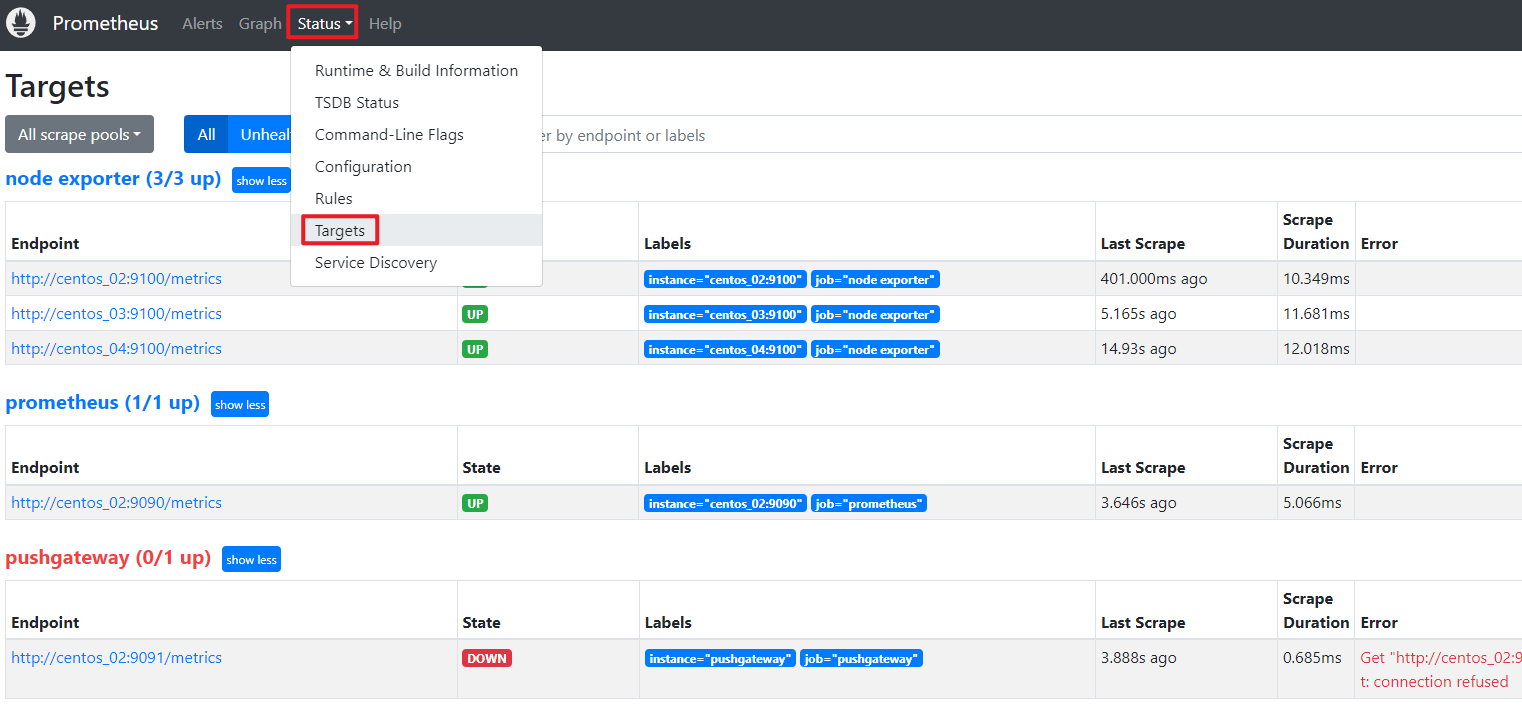 Prometheus Alerts Graph Status Help
Runtime & Build Information
Targets
TSDB Status
All scrape pools All Command-Line Flags by endpoint or labels
Configuration
node exporter (3/3 up) show less
Rules
Targets
Service Discovery
Endpoint Labels Last Scrape Scrape Duration Error
http://centos_02:9100/metrics instance="centos_02:9100" job="node exporter" 401.000ms ago 10.349ms
http://centos_03:9100/metrics UP instance="centos_03:9100" job="node exporter" 5.165s ago 11.681ms
http://centos_04:9100/metrics UP instance="centos_04:9100" job="node exporter" 14.93s ago 12.018ms
prometheus (1/1 up) show less
Endpoint State Labels Last Scrape Scrape Duration Error
http://centos_02:9090/metrics UP instance="centos_02:9090" job="prometheus" 3.646s ago 5.066ms
pushgateway (0/1 up) show less
Endpoint State Labels Last Scrape Scrape Duration Error
http://centos_02:9091/metrics DOWN instance="pushgateway" job="pushgateway" 3.888s ago 0.685ms Get "http://centos_02:9
t: connection refused